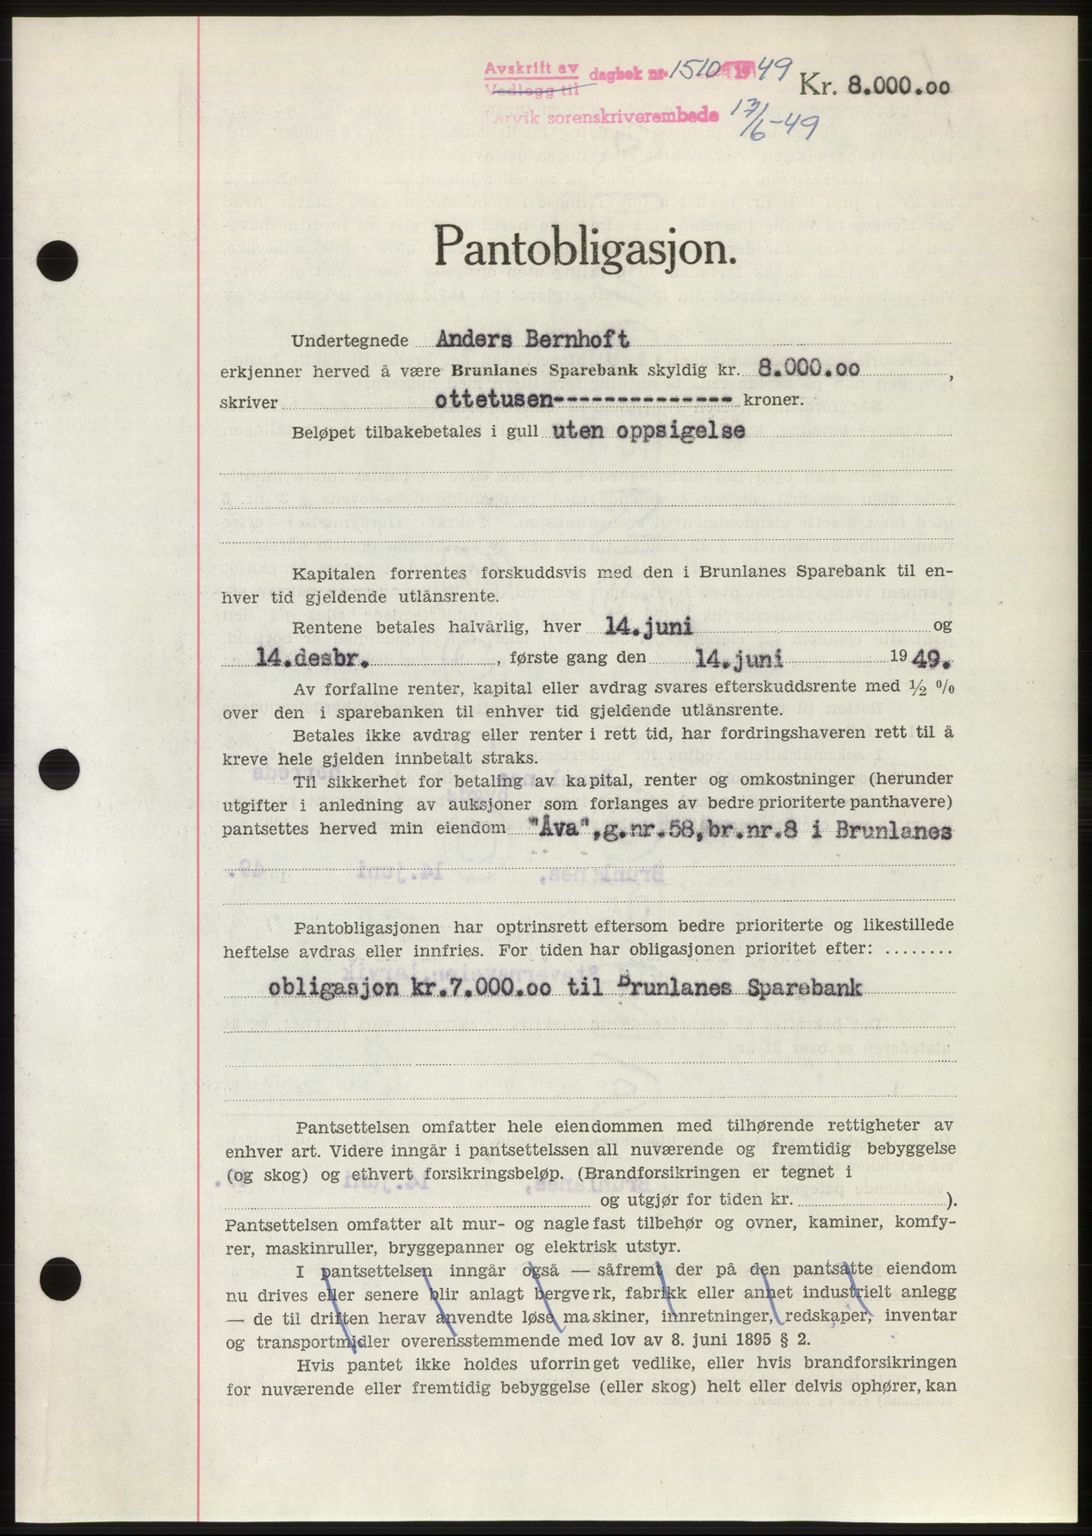 Avskrift av dagbok nr. 1510 1949
Vedlegg til
Larvik sorenskriverembede 17/6-49
Kr. 8.000.oo
Pantobligasjon.
Undertegnede Anders Bernhoft
erkjenner herved å være Brunlanes Sparebank skyldig kr. 8.000.oo ,
skriver ottetusen--------------- kroner.
Beløpet tilbakebetales i gull uten oppsigelse
Kapitalen forrentes forskuddsvis med den i Brunlanes Sparebank til en-
hver tid gjeldende utlånsrente.
Rentene betales halvårlig, hver 14.juni og
14.desbr. , første gang den 14.juni 1949.
Av forfallne renter, kapital eller avdrag svares efterskuddsrente med ½ %
over den i sparebanken til enhver tid gjeldende utlånsrente.
Betales ikke avdrag eller renter i rett tid, har fordringshaveren rett til å
kreve hele gjelden innbetalt straks.
Til sikkerhet for betaling av kapital, renter og omkostninger (herunder
utgifter i anledning av auksjoner som forlanges av bedre prioriterte panthavere)
pantsettes herved min eiendom "Åva",g.nr.58,br.nr.8 i Brunlanes
Pantobligasjonen har optrinsrett eftersom bedre prioriterte og likestillede
heftelse avdras eller innfries. For tiden har obligasjonen prioritet efter: ........
obligasjon kr.7.000.oo til Brunlanes Sparebank
Pantsettelsen omfatter hele eiendommen med tilhørende rettigheter av
enhver art. Videre inngår i pantsettelssen all nuværende og fremtidig bebyggelse
(og skog) og ethvert forsikringsbeløp. (Brandforsikringen er tegnet i
og utgjør for tiden kr. ).
Pantsettelsen omfatter alt mur- og naglefast tilbehør og ovner, kaminer, komfy-
rer, maskinruller, bryggepanner og elektrisk utstyr.
I pantsettelsen inngår også — såfremt der på den pantsatte eiendom
nu drives eller senere blir anlagt bergverk, fabrikk eller anhet industrielt anlegg
— de til driften herav anvendte løse maskiner, innretninger, redskaper, inventar
og transportmidler overensstemmende med lov av 8. juni 1895 § 2.
Hvis pantet ikke holdes uforringet vedlike, eller hvis brandforsikringen
for nuværende eller fremtidig bebyggelse (eller skog) helt eller delvis ophører, kan